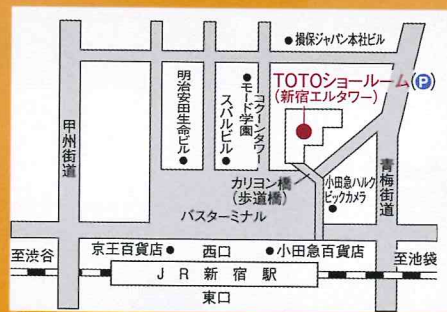 損保ジャパン本社ビル
TOTOショールーム(P)
(新宿エルタワー)
明治安田生命ビル
スバルビル
モード学園
コクーンタワー
甲州街道
青梅街道
カリヨン橋
(歩道橋)
小田急ハルク
ビックカメラ
バスターミナル
京王百貨店
西口
小田急百貨店
至渋谷
至池袋
JR新宿駅
東口